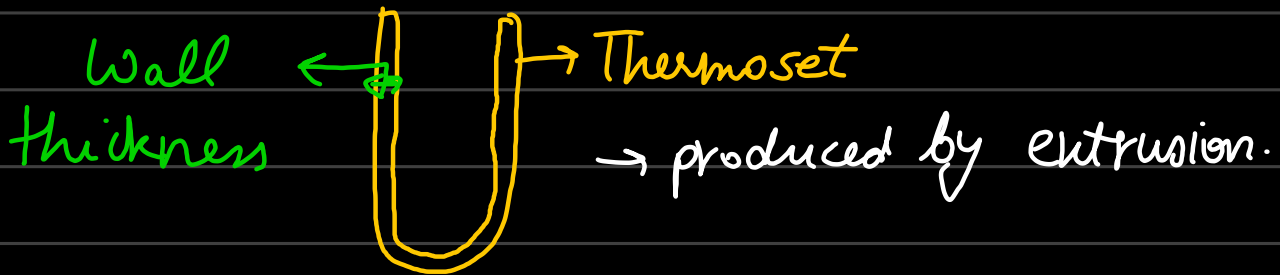 Wall
thickness
Thermoset
→ produced by extrusion.